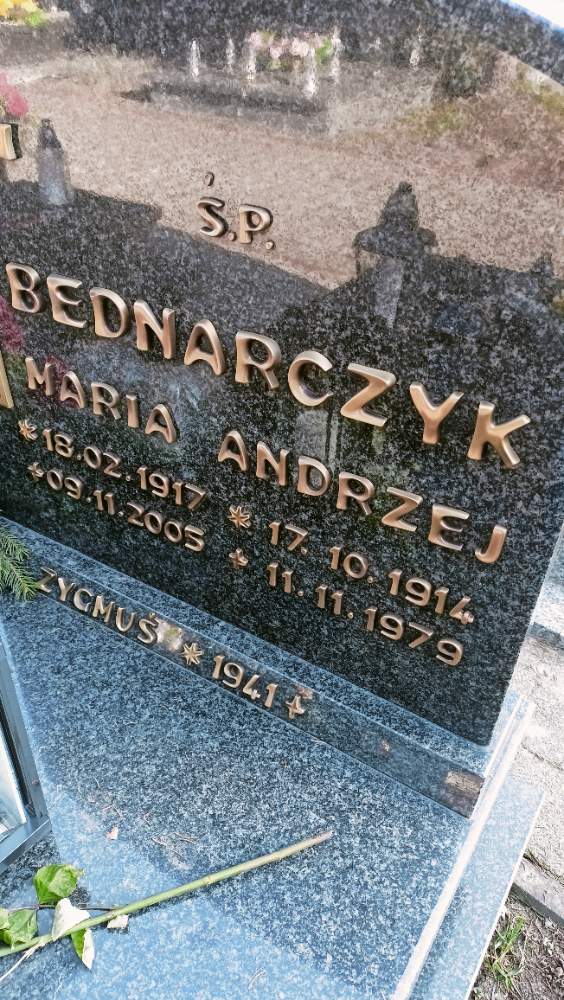 Ś.P.
BEDNARCZYK
MARIA ANDRZEJ
* 18.02.1917 * 17.10.1914
+ 09.11.2005 + 11.11.1979
ZYGMUŚ * 1941 +